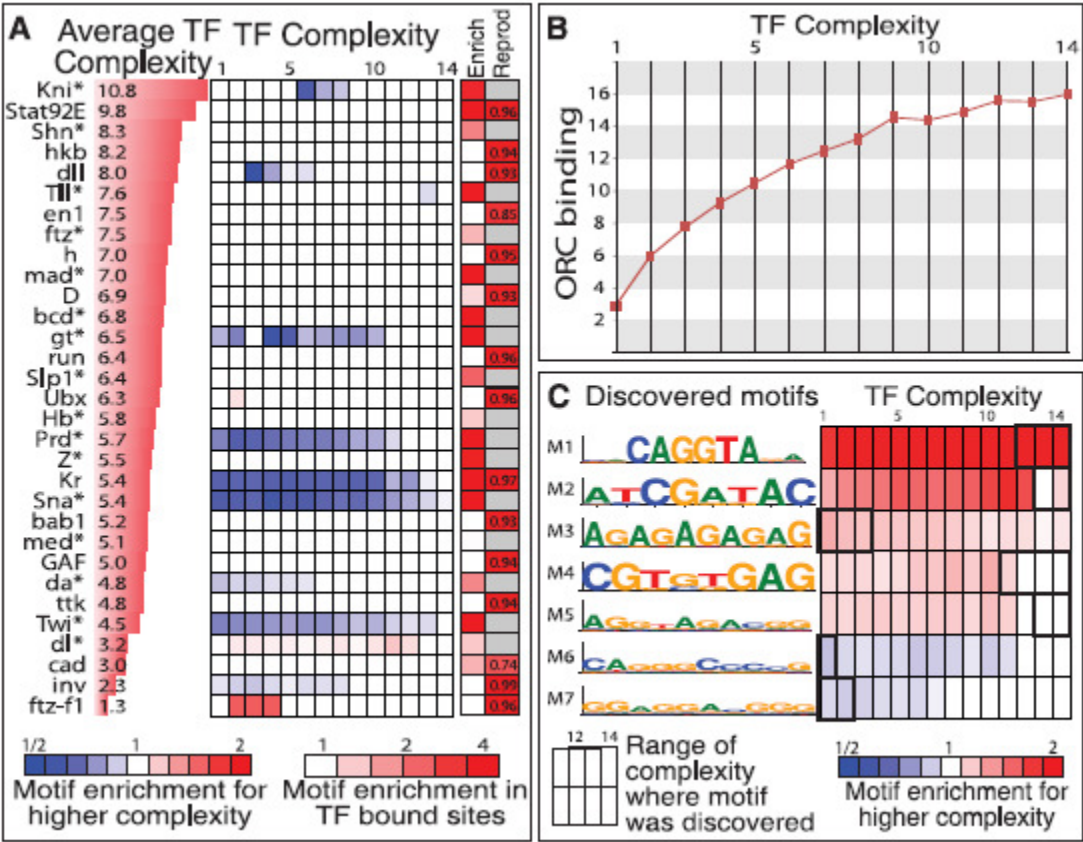 A Average TF Complexity
TF Complexity
1 5 10 14
Enrich
Reprod
Kni* 10.8
Stat92E 9.8 0.96
Shn* 8.3
hkb 8.2 0.94
dll 8.0 0.93
Tll* 7.6
en1 7.5 0.85
ftz* 7.5
h 7.0 0.95
mad* 7.0
D 6.9 0.93
bcd* 6.8
gt* 6.5
run 6.4 0.96
Slp1* 6.4
Ubx 6.3 0.96
Hb* 5.8
Prd* 5.7
Z* 5.5
Kr 5.4 0.97
Sna* 5.4
bab1 5.2 0.93
med* 5.1
GAF 5.0 0.94
da* 4.8
ttk 4.8 0.94
Twi* 4.5
dl* 3.2
cad 3.0 0.74
inv 2.3 0.99
ftz-f1 1.3 0.96
1/2 1 2
Motif enrichment for
higher complexity
1 2 4
Motif enrichment in
TF bound sites
B TF Complexity
1 5 10 14
ORC binding
16
14
12
10
8
6
4
2
C Discovered motifs
TF Complexity
1 5 10 14
M1 CAGGTA
M2 ATCGATAC
M3 AGAGAGAGAG
M4 CGTGTGAG
M5 AGGTAGACGG
M6 CAGGGCCCCG
M7 GGAGGACGGG
12 14
Range of
complexity
where motif
was discovered
1/2 1 2
Motif enrichment for
higher complexity